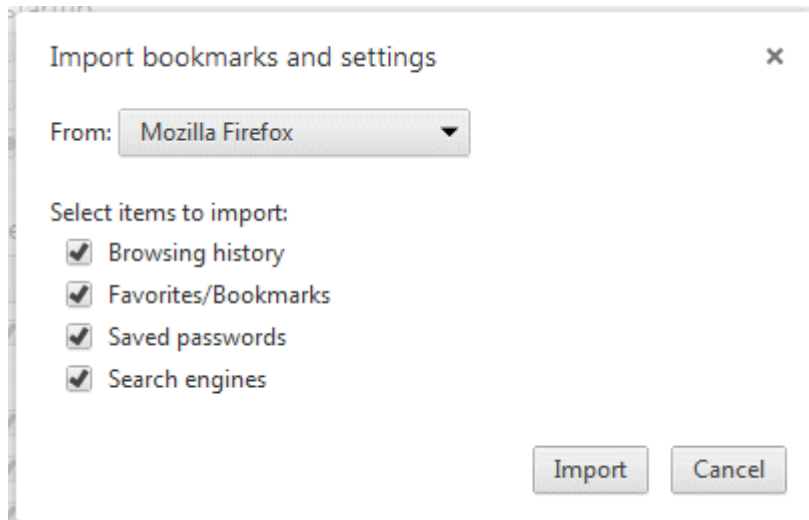 startup
Import bookmarks and settings
From: Mozilla Firefox
Select items to import:
Browsing history
Favorites/Bookmarks
Saved passwords
Search engines
Import Cancel